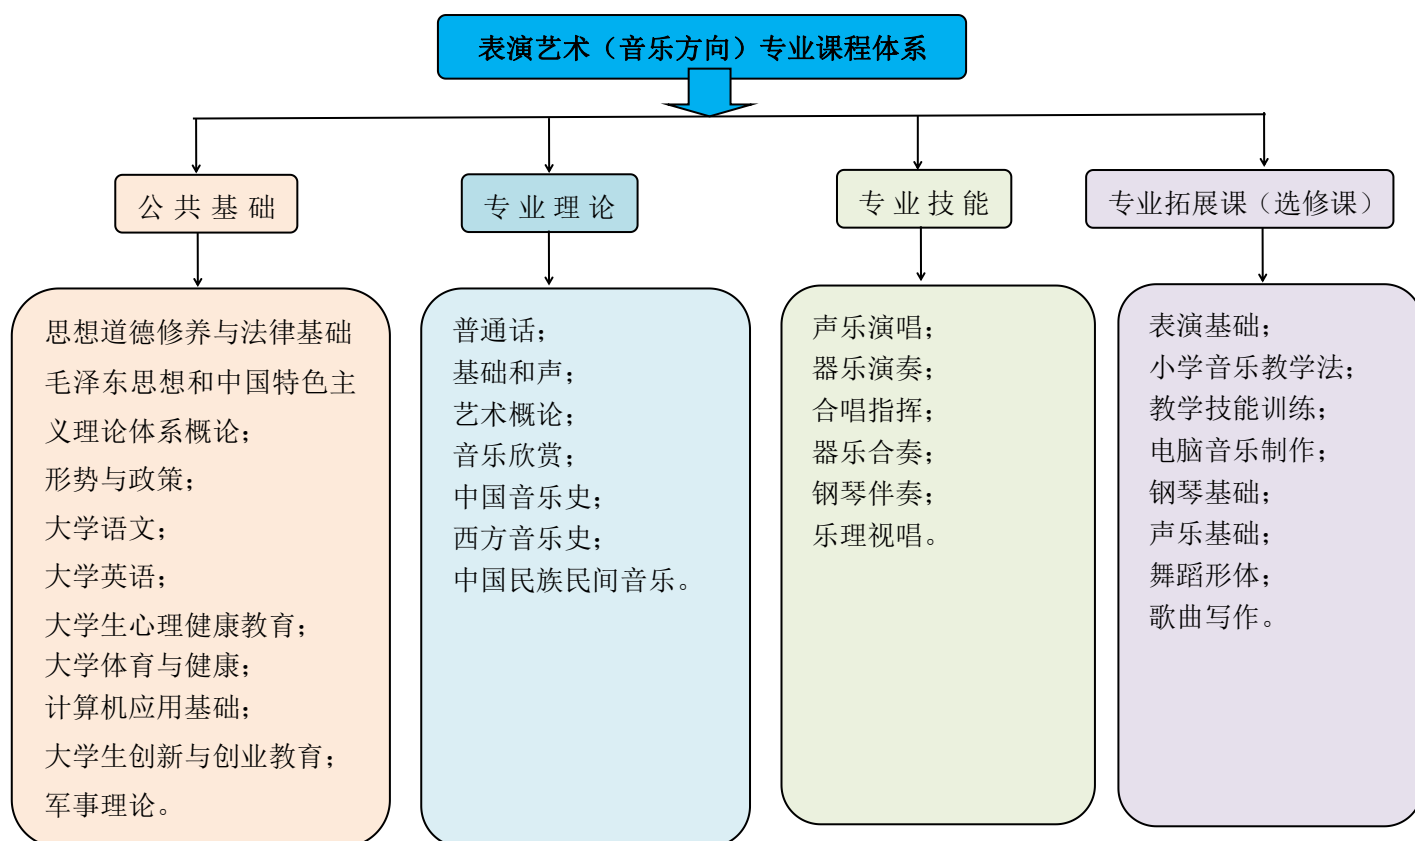 表演艺术（音乐方向）专业课程体系
公共基础
专业理论
专业技能
专业拓展课（选修课）
思想道德修养与法律基础
毛泽东思想和中国特色主
义理论体系概论；
形势与政策；
大学语文；
大学英语；
大学生心理健康教育；
大学体育与健康；
计算机应用基础；
大学生创新与创业教育；
军事理论。
普通话；
基础和声；
艺术概论；
音乐欣赏；
中国音乐史；
西方音乐史；
中国民族民间音乐。
声乐演唱；
器乐演奏；
合唱指挥；
器乐合奏；
钢琴伴奏；
乐理视唱。
表演基础；
小学音乐教学法；
教学技能训练；
电脑音乐制作；
钢琴基础；
声乐基础；
舞蹈形体；
歌曲写作。